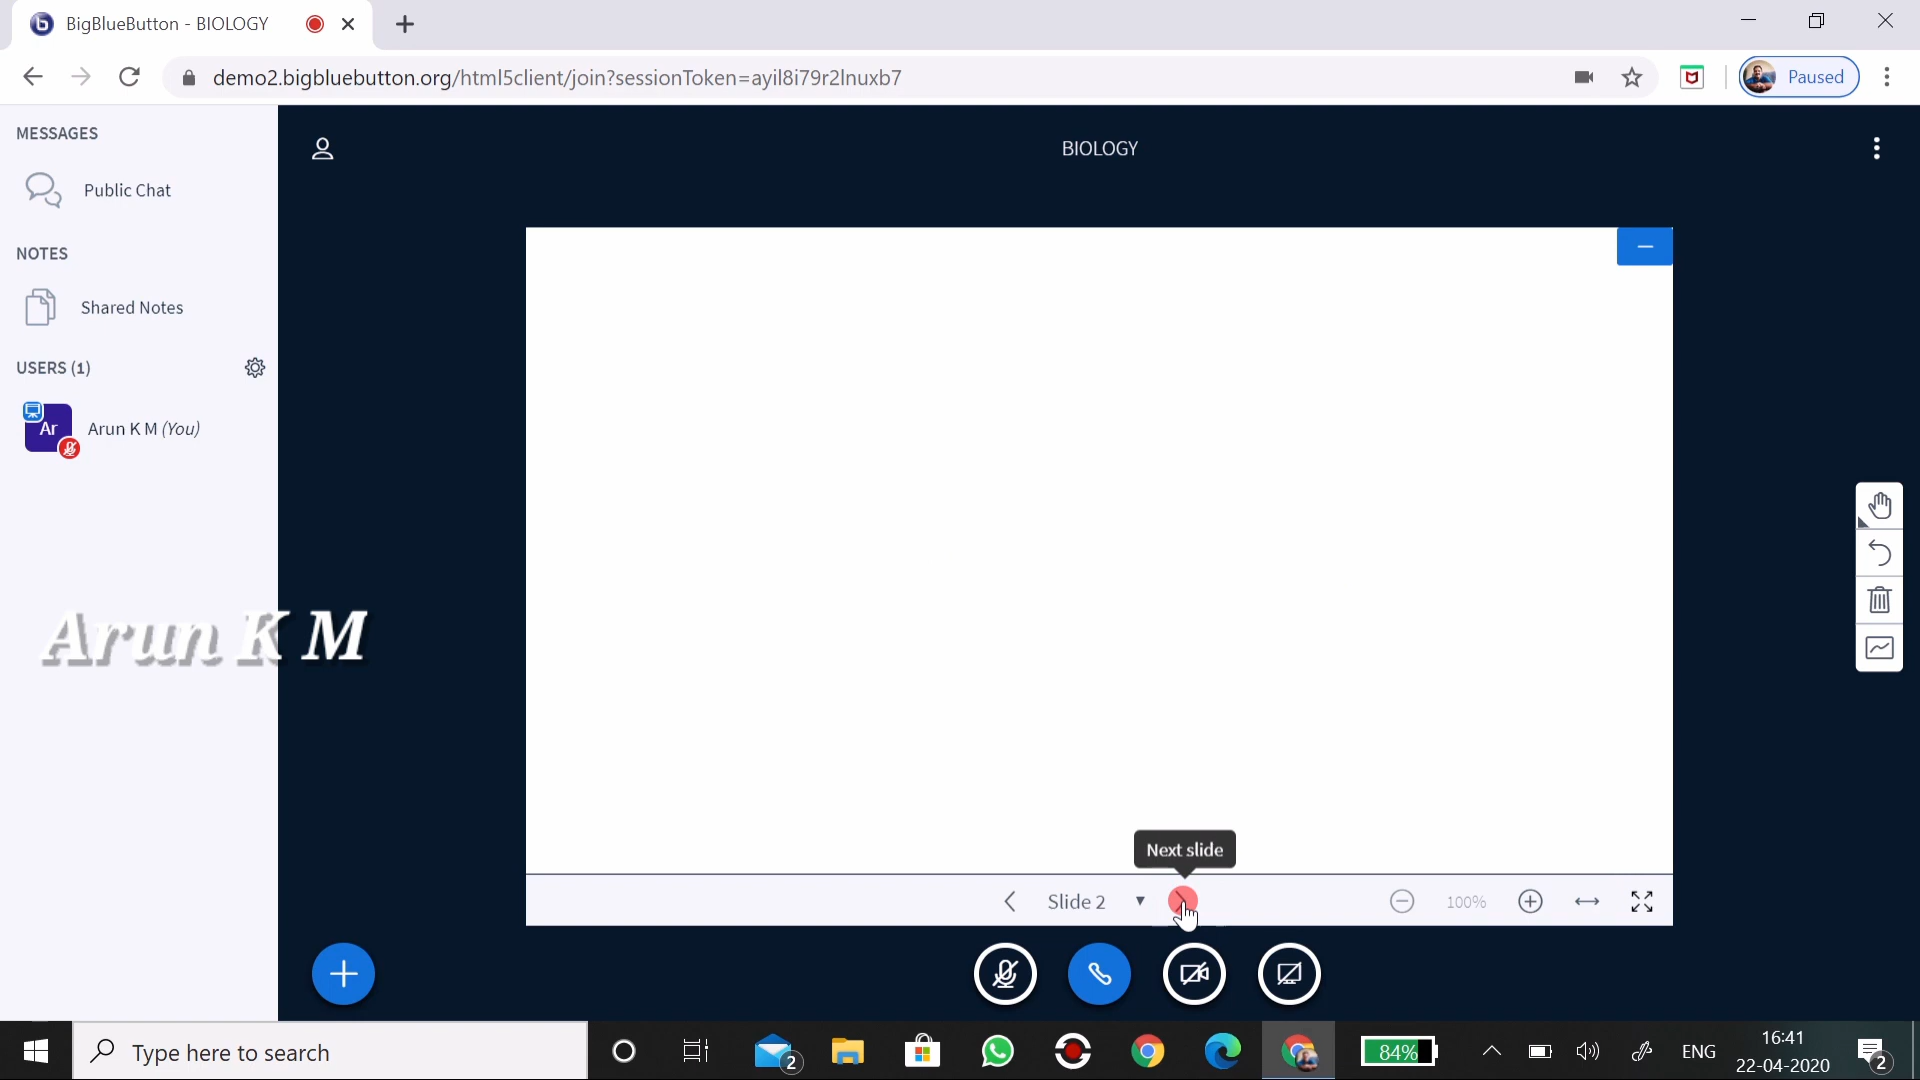 BigBlueButton - BIOLOGY
demo2.bigbluebutton.org/html5client/join?sessionToken=ayil8i79r2lnuxb7
Paused
MESSAGES
BIOLOGY
Public Chat
NOTES
Shared Notes
USERS (1)
Ar
Arun K M (You)
Arun K M
Next slide
Slide 2
100%
Type here to search
2
84%
ENG
16:41
22-04-2020
2